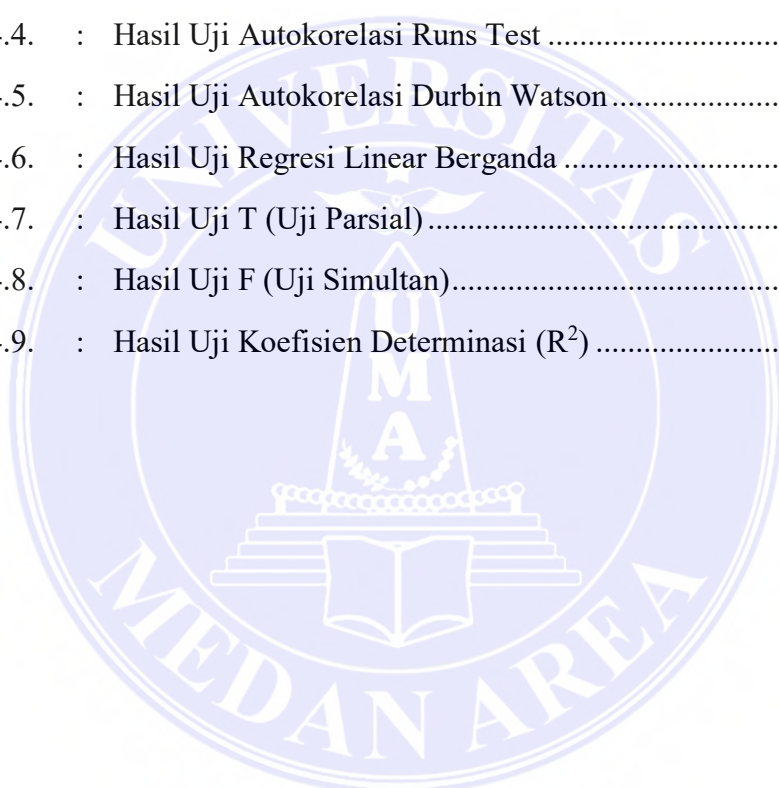 .4. : Hasil Uji Autokorelasi Runs Test ............................
.5. : Hasil Uji Autokorelasi Durbin Watson ....................
.6. : Hasil Uji Regresi Linear Berganda ..........................
.7. : Hasil Uji T (Uji Parsial) ...........................................
.8. : Hasil Uji F (Uji Simultan) ........................................
.9. : Hasil Uji Koefisien Determinasi (R²) ......................
UNIVERSITAS
UMA
MEDAN AREA